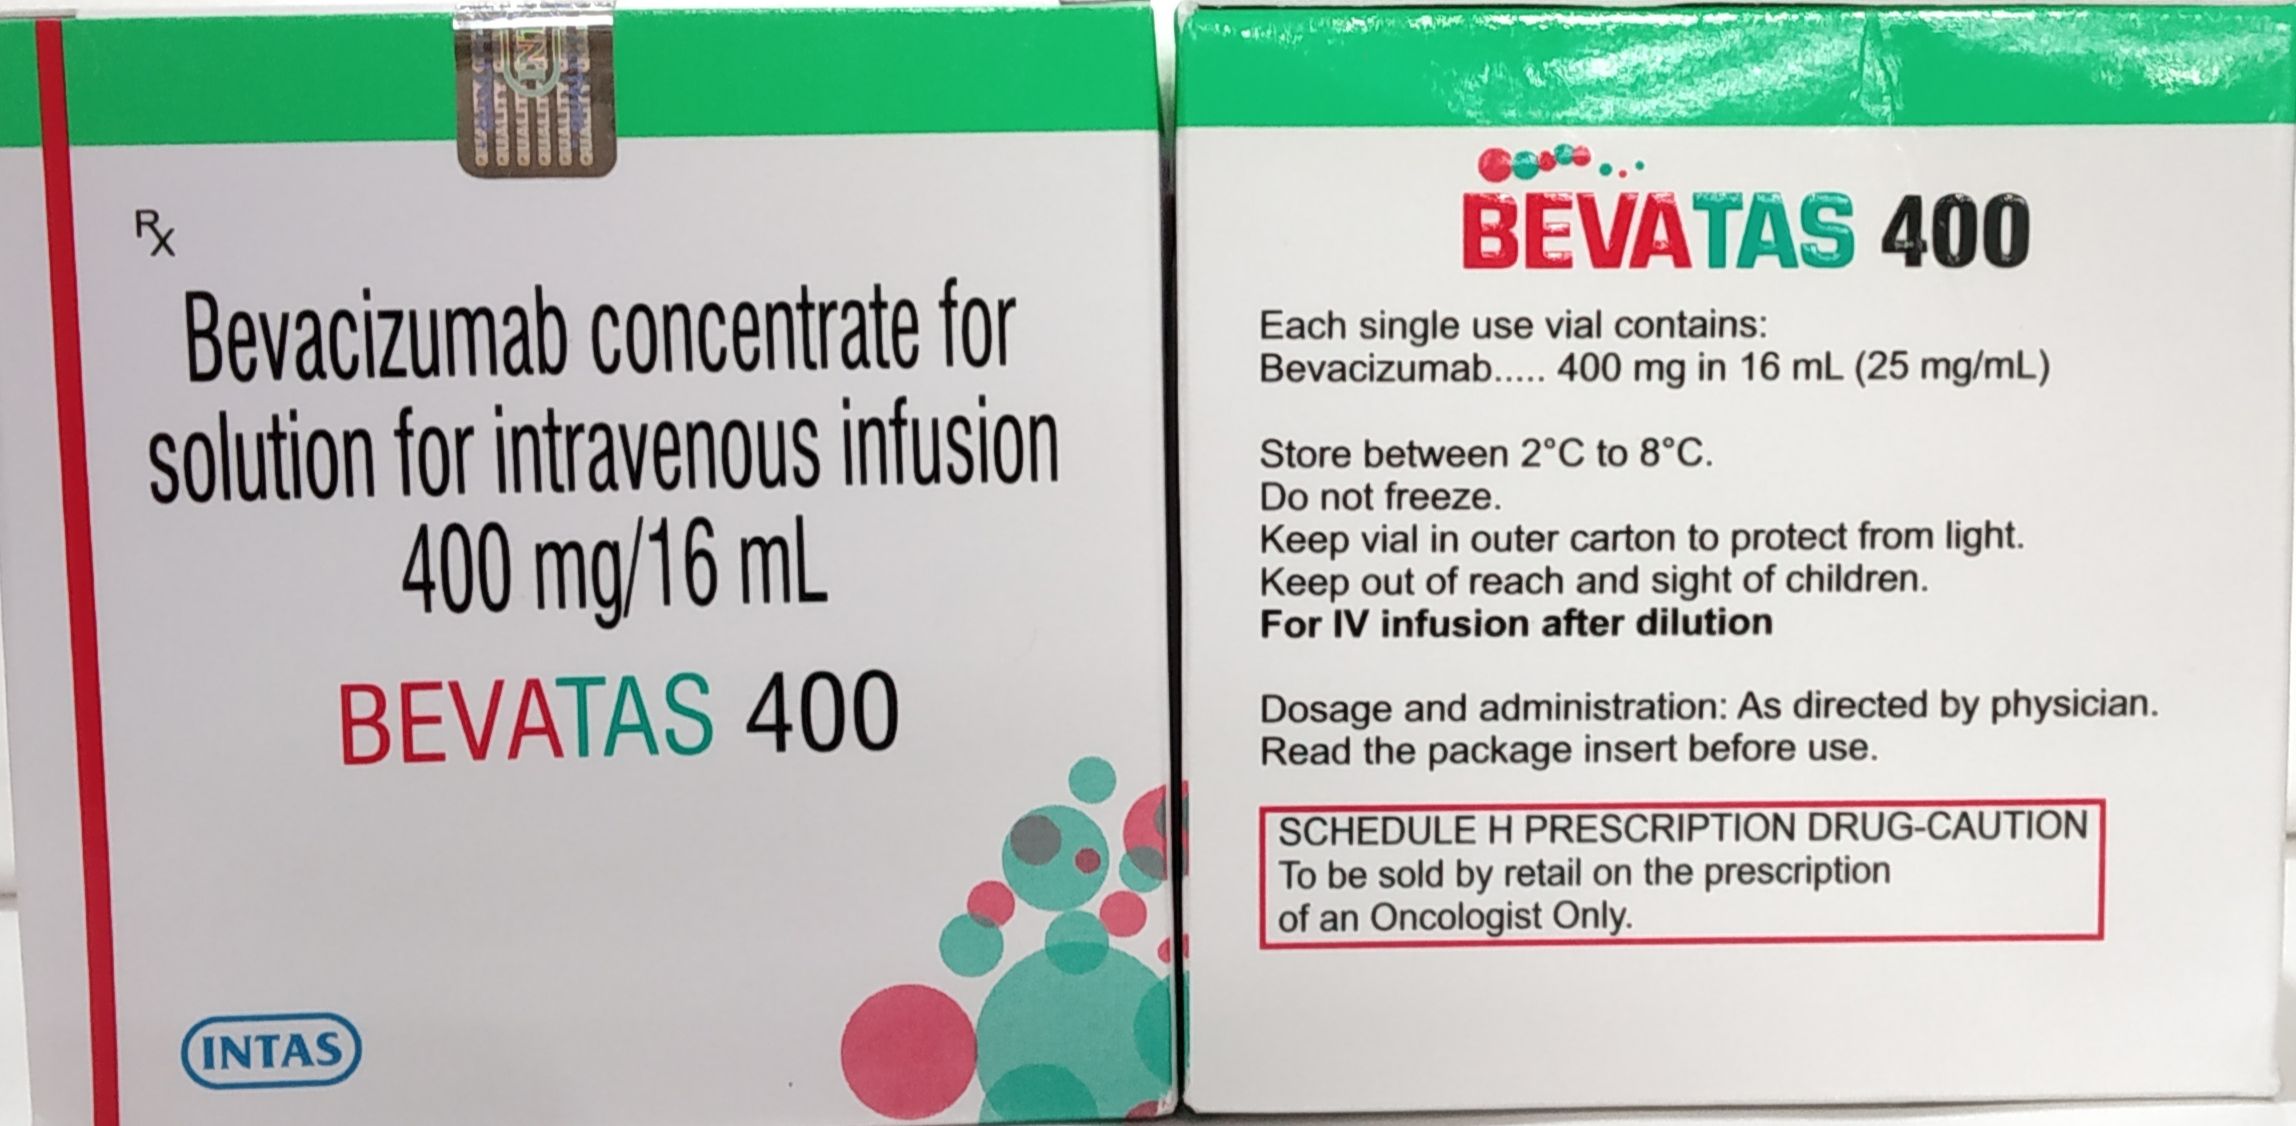 Rx
Bevacizumab concentrate for
solution for intravenous infusion
400 mg/16 mL
BEVATAS 400
INTAS
BEVATAS 400
Each single use vial contains:
Bevacizumab..... 400 mg in 16 mL (25 mg/mL)
Store between 2°C to 8°C.
Do not freeze.
Keep vial in outer carton to protect from light.
Keep out of reach and sight of children.
For IV infusion after dilution
Dosage and administration: As directed by physician.
Read the package insert before use.
SCHEDULE H PRESCRIPTION DRUG-CAUTION
To be sold by retail on the prescription
of an Oncologist Only.